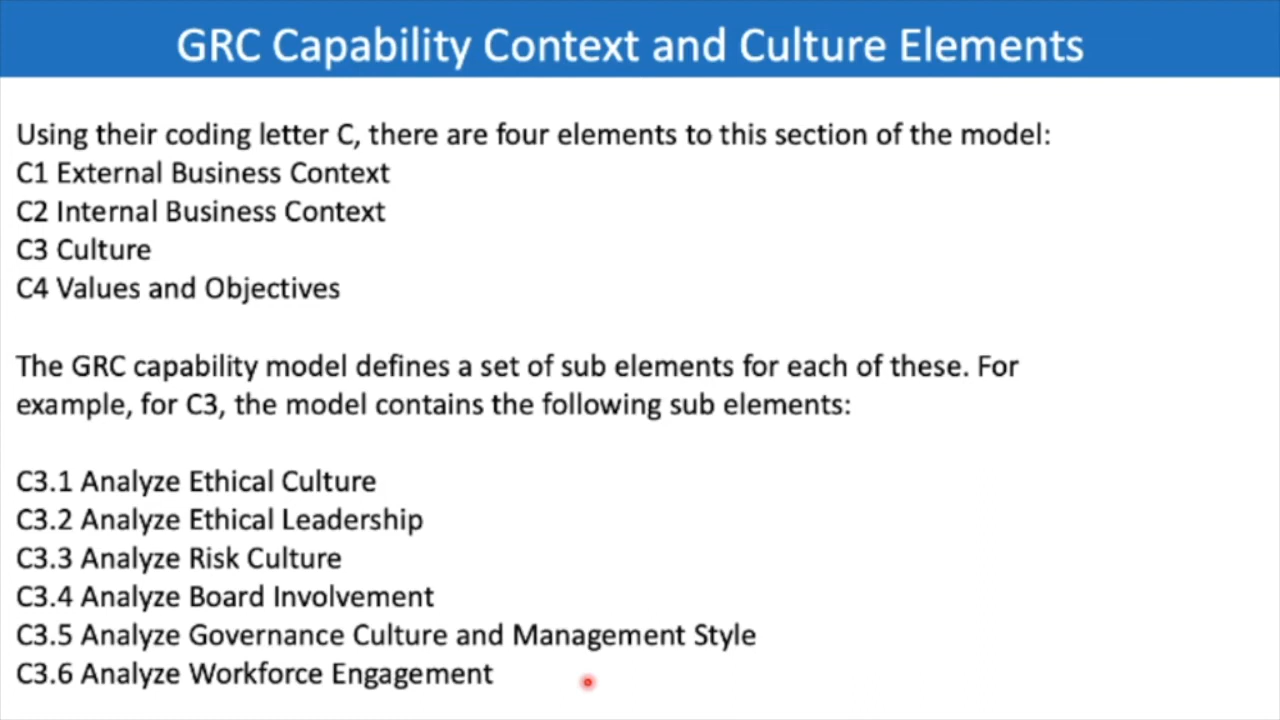 GRC Capability Context and Culture Elements
Using their coding letter C, there are four elements to this section of the model:
C1 External Business Context
C2 Internal Business Context
C3 Culture
C4 Values and Objectives
The GRC capability model defines a set of sub elements for each of these. For
example, for C3, the model contains the following sub elements:
C3.1 Analyze Ethical Culture
C3.2 Analyze Ethical Leadership
C3.3 Analyze Risk Culture
C3.4 Analyze Board Involvement
C3.5 Analyze Governance Culture and Management Style
C3.6 Analyze Workforce Engagement